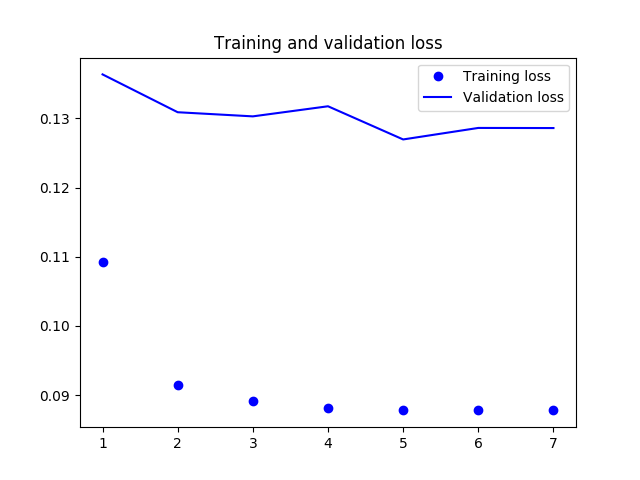 Training and validation loss
Training loss
Validation loss
0.13
0.12
0.11
0.10
0.09
1 2 3 4 5 6 7